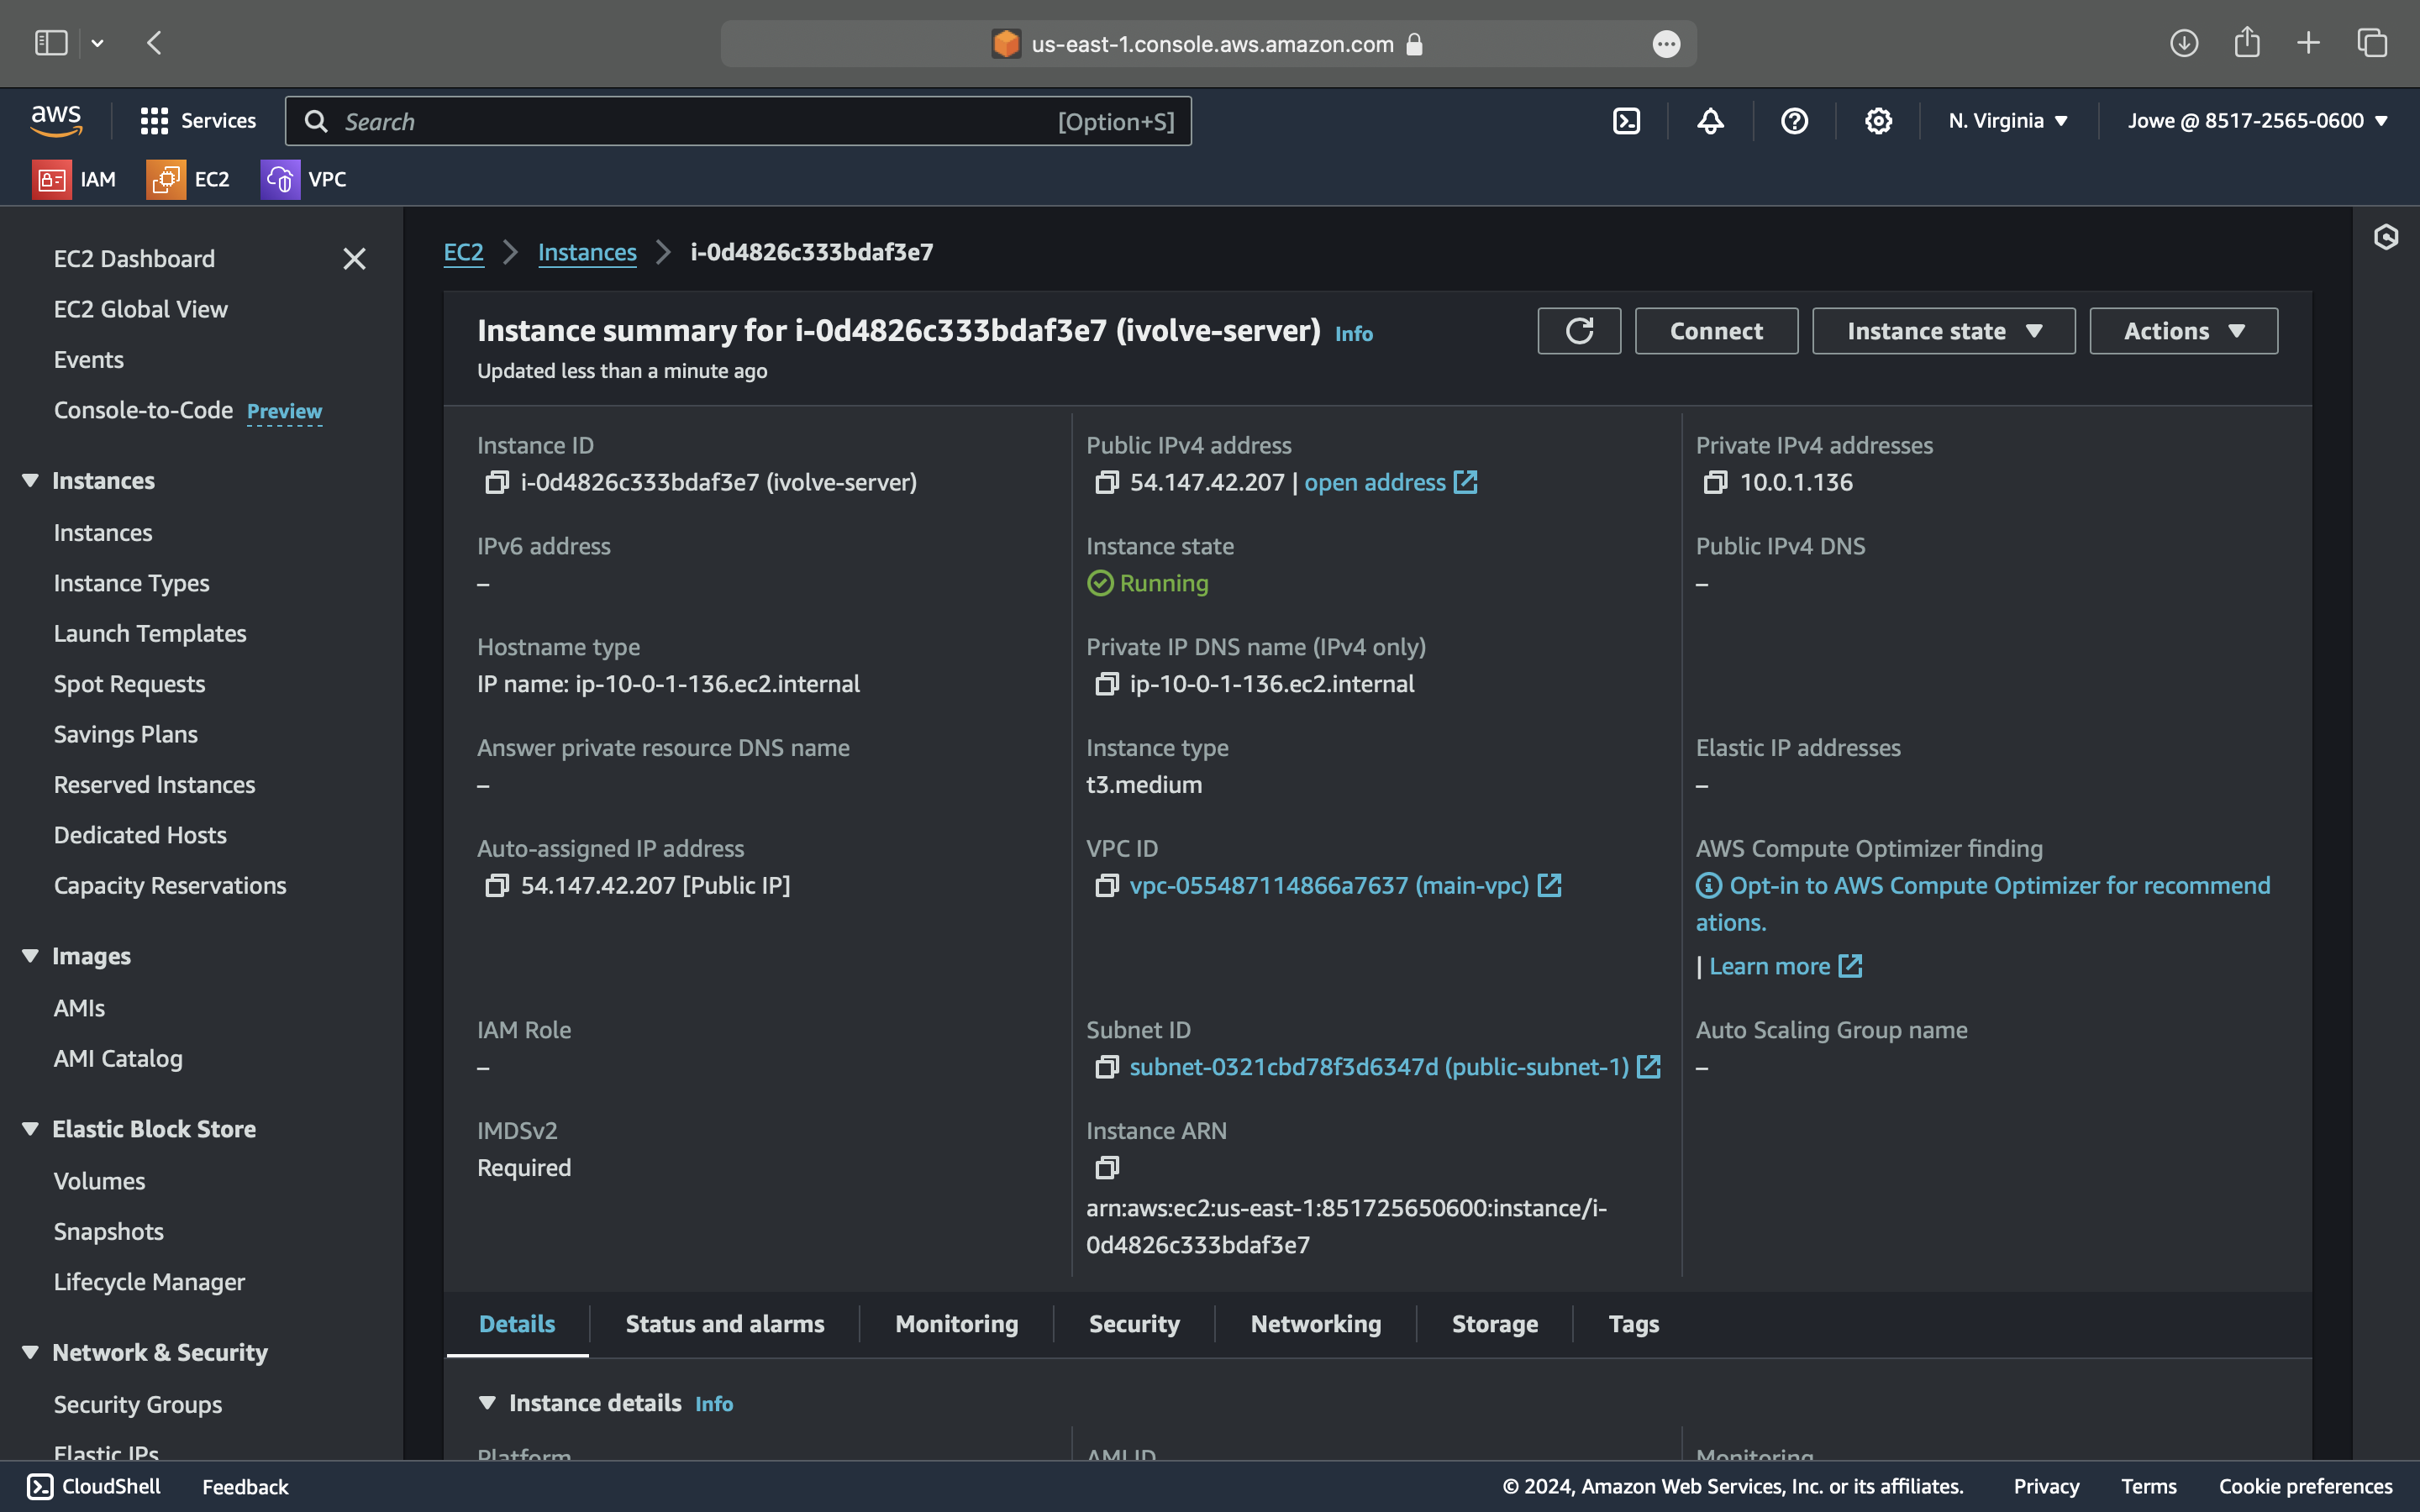 us-east-1.console.aws.amazon.com
aws
Services
Search
[Option+S]
N. Virginia
Jowe @ 8517-2565-0600
IAM
EC2
VPC
EC2 Dashboard
EC2 Global View
Events
Console-to-Code Preview
Instances
Instances
Instance Types
Launch Templates
Spot Requests
Savings Plans
Reserved Instances
Dedicated Hosts
Capacity Reservations
Images
AMIs
AMI Catalog
Elastic Block Store
Volumes
Snapshots
Lifecycle Manager
Network & Security
Security Groups
Elastic IPs
EC2
Instances
i-0d4826c333bdaf3e7
Instance summary for i-0d4826c333bdaf3e7 (ivolve-server) Info
Updated less than a minute ago
Connect
Instance state
Actions
Instance ID
i-0d4826c333bdaf3e7 (ivolve-server)
Public IPv4 address
54.147.42.207 | open address
Private IPv4 addresses
10.0.1.136
IPv6 address
–
Instance state
Running
Public IPv4 DNS
–
Hostname type
IP name: ip-10-0-1-136.ec2.internal
Private IP DNS name (IPv4 only)
ip-10-0-1-136.ec2.internal
Answer private resource DNS name
–
Instance type
t3.medium
Elastic IP addresses
–
Auto-assigned IP address
54.147.42.207 [Public IP]
VPC ID
vpc-055487114866a7637 (main-vpc)
AWS Compute Optimizer finding
Opt-in to AWS Compute Optimizer for recommend
ations.
| Learn more
IAM Role
–
Subnet ID
subnet-0321cbd78f3d6347d (public-subnet-1)
Auto Scaling Group name
–
IMDSv2
Required
Instance ARN
arn:aws:ec2:us-east-1:851725650600:instance/i-
0d4826c333bdaf3e7
Details
Status and alarms
Monitoring
Security
Networking
Storage
Tags
Instance details Info
Platform
AMI ID
Monitoring
CloudShell
Feedback
© 2024, Amazon Web Services, Inc. or its affiliates.
Privacy
Terms
Cookie preferences